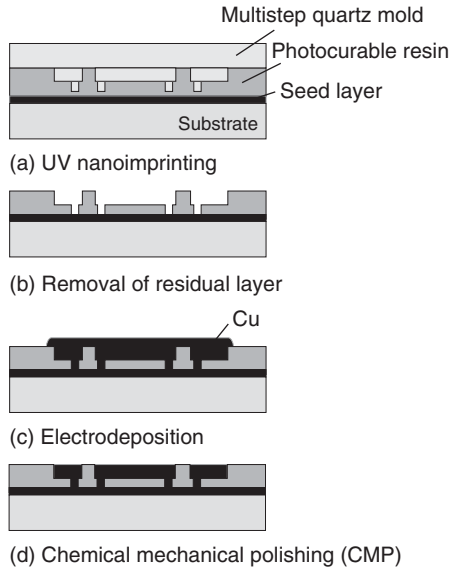 Multistep quartz mold
Photocurable resin
Seed layer
Substrate
(a) UV nanoimprinting
(b) Removal of residual layer
Cu
(c) Electrodeposition
(d) Chemical mechanical polishing (CMP)